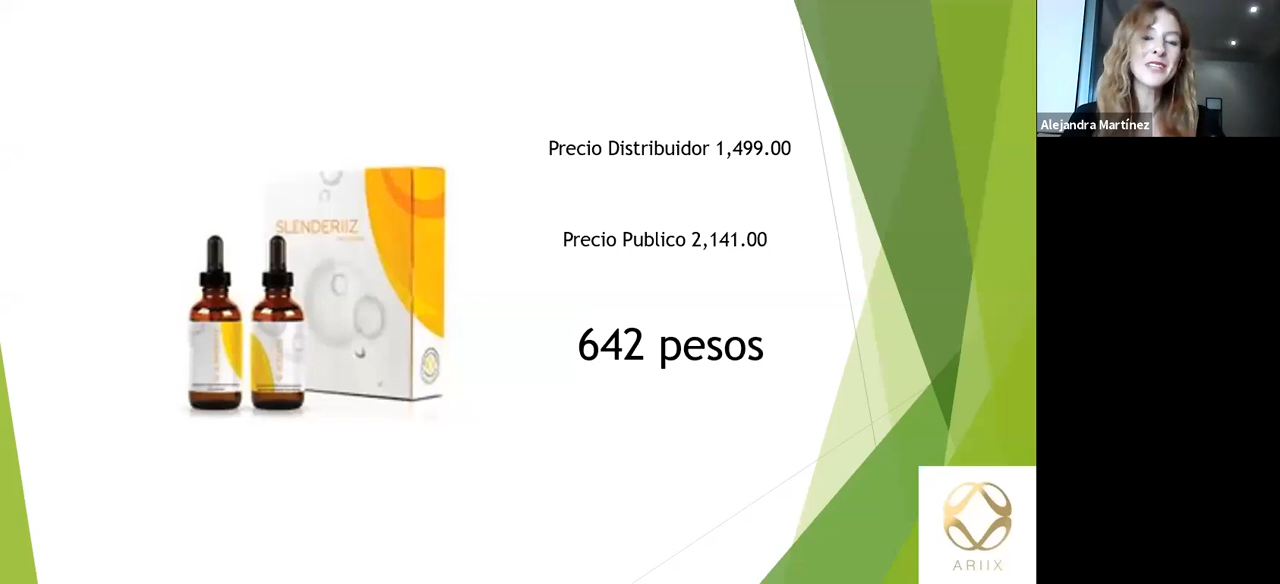 Precio Distribuidor 1,499.00
Precio Publico 2,141.00
642 pesos
SLENDERIIZ
ARIIX
Alejandra Martínez